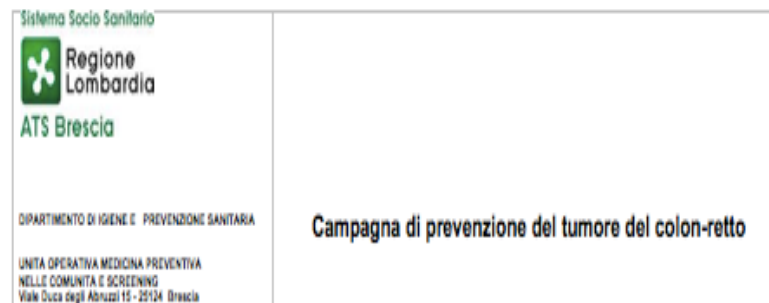 Sistema Socio Sanitario
Regione
Lombardia
ATS Brescia
DIPARTIMENTO DI IGIENE E PREVENZIONE SANITARIA
Campagna di prevenzione del tumore del colon-retto
UNITA OPERATIVA MEDICINA PREVENTIVA
NELLE COMUNITA E SCREENING
Viale Duca degli Abruzzi 15 - 25124 Brescia